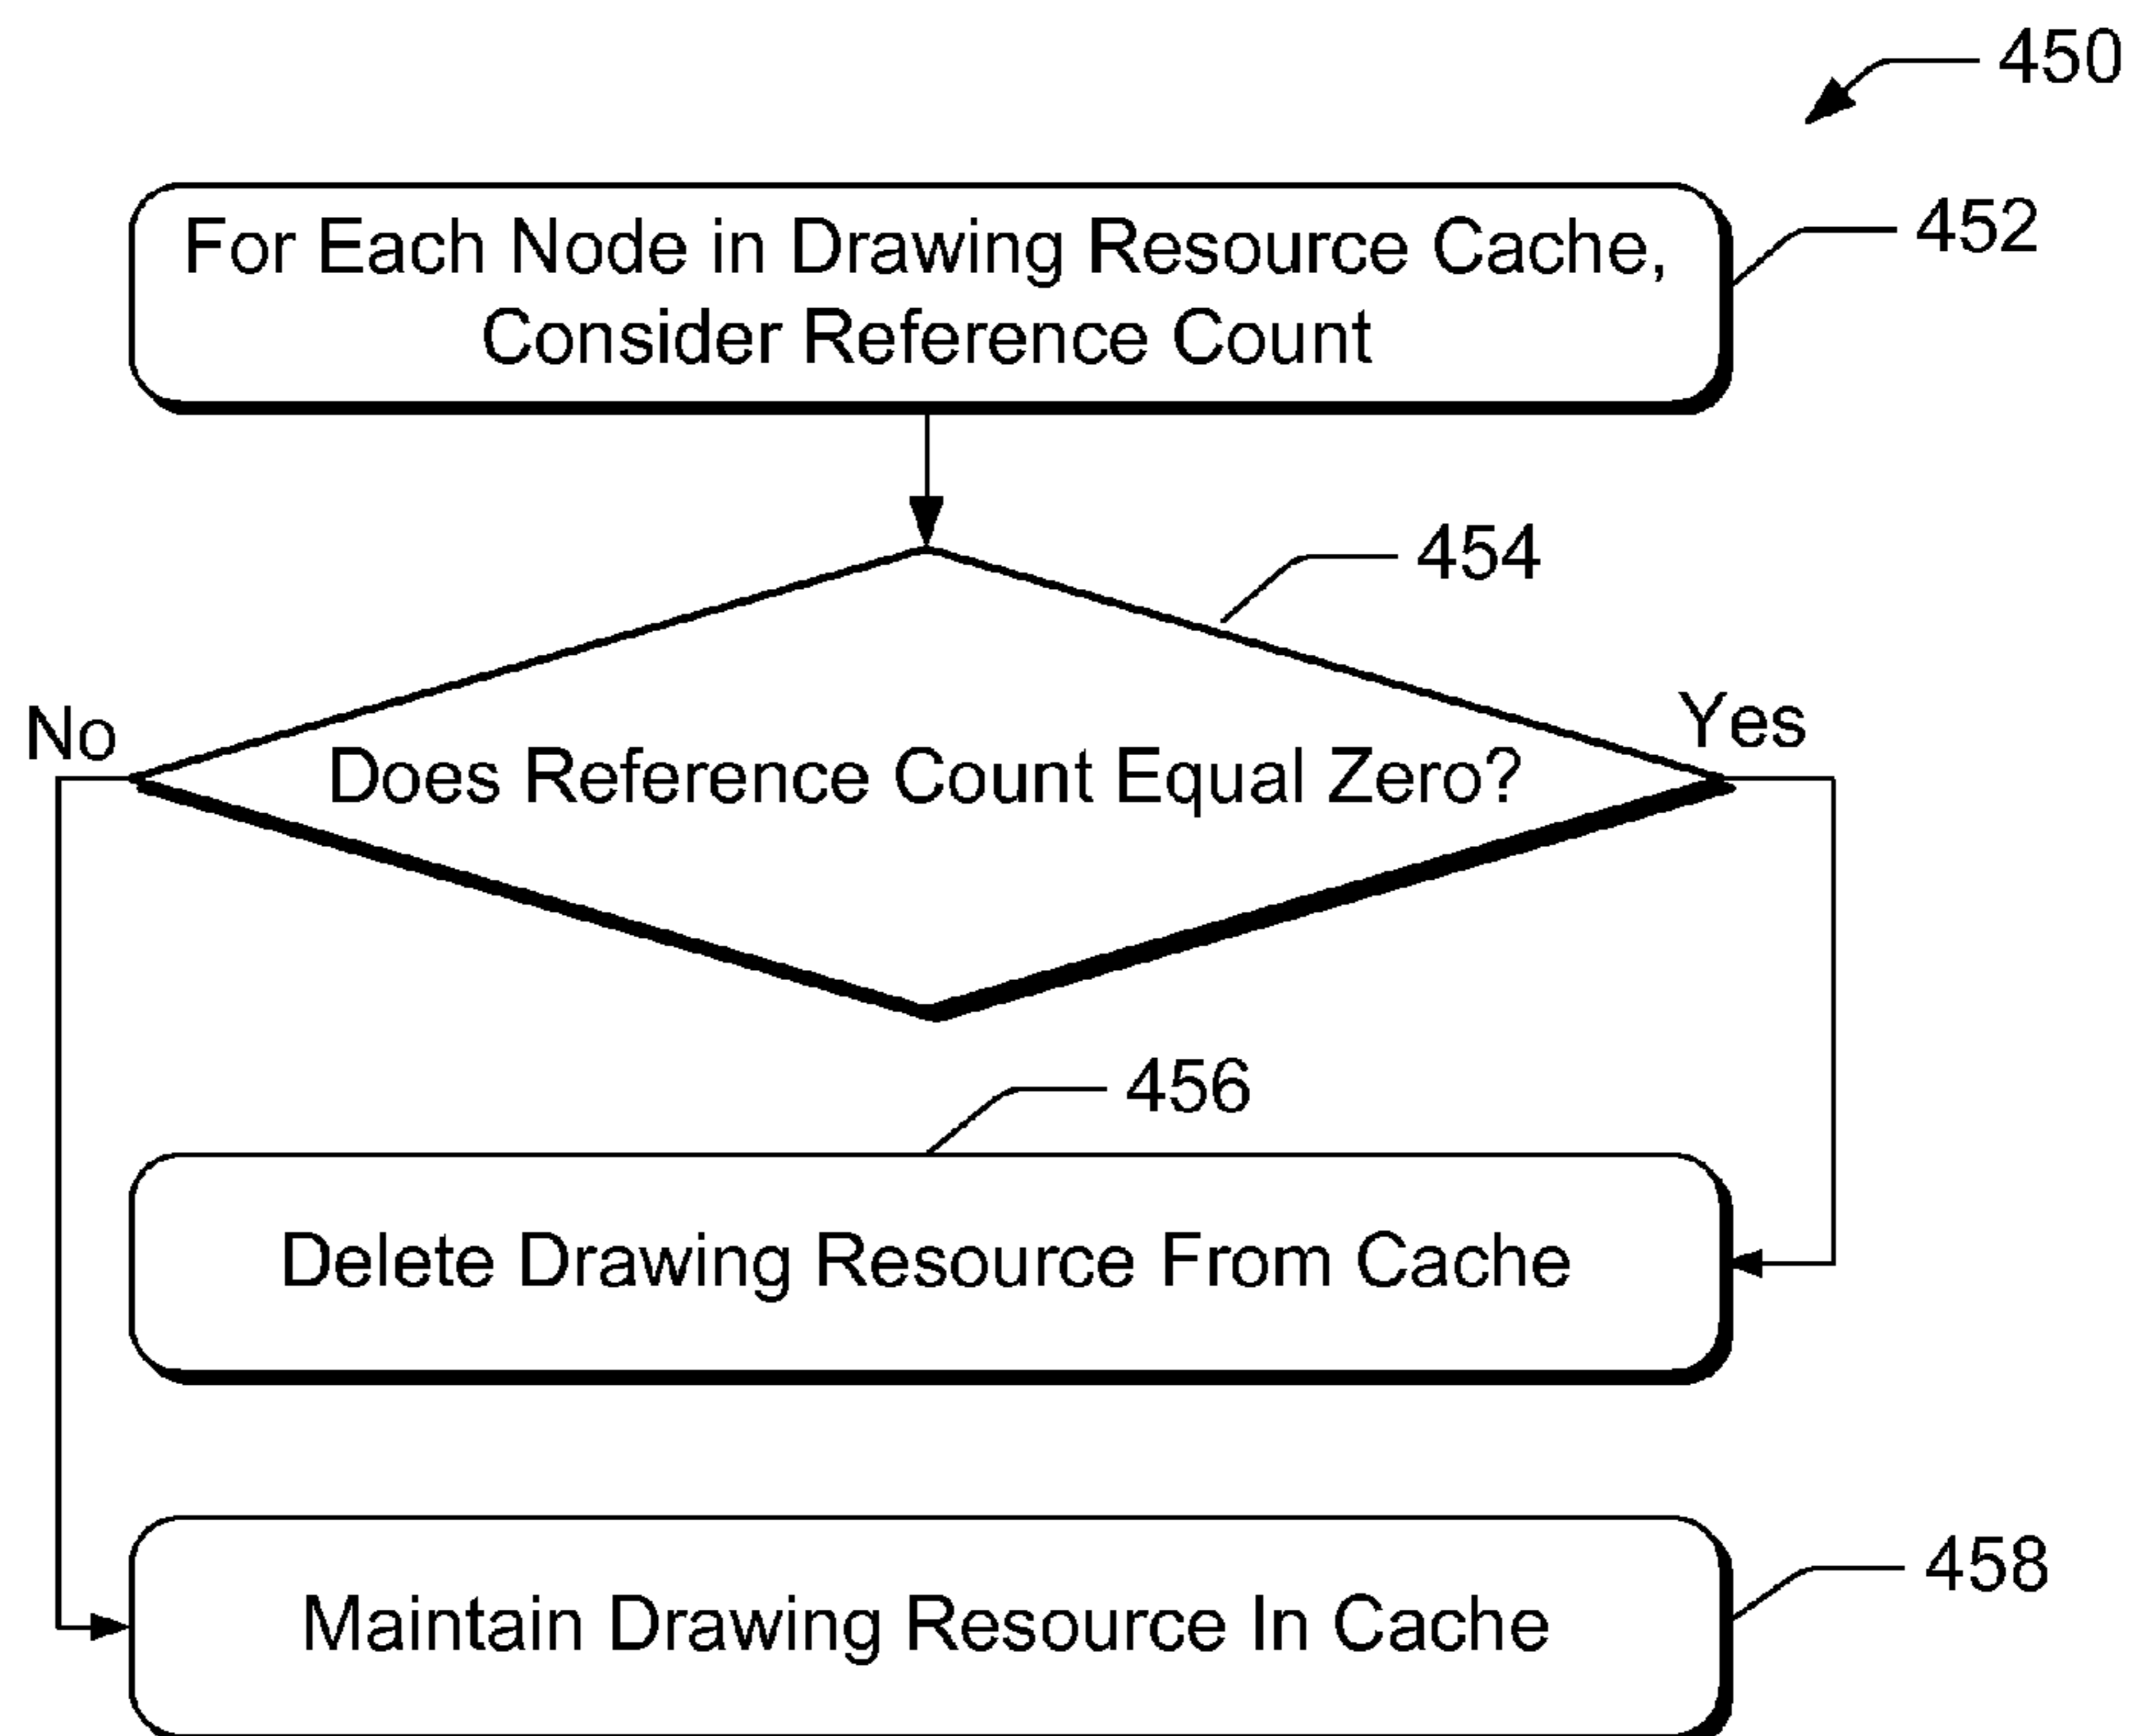 450
For Each Node in Drawing Resource Cache,
Consider Reference Count
452
454
No
Yes
Does Reference Count Equal Zero?
456
Delete Drawing Resource From Cache
Maintain Drawing Resource In Cache
458